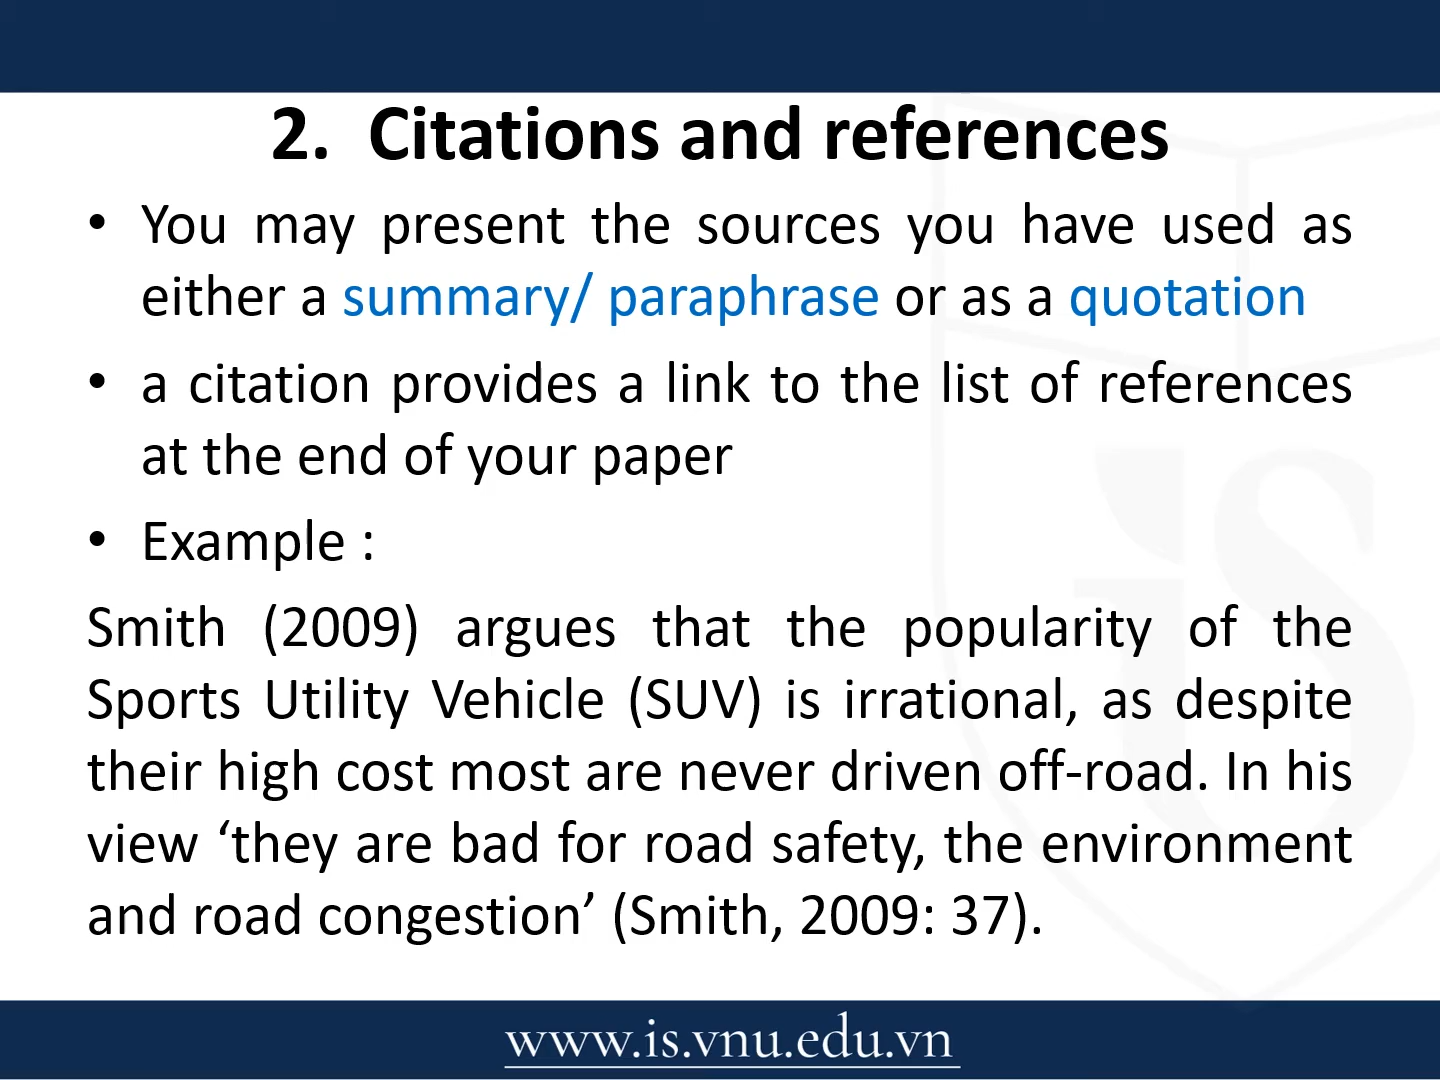 2. Citations and references
• You may present the sources you have used as
either a summary/ paraphrase or as a quotation
• a citation provides a link to the list of references
at the end of your paper
• Example :
Smith (2009) argues that the popularity of the
Sports Utility Vehicle (SUV) is irrational, as despite
their high cost most are never driven off-road. In his
view ‘they are bad for road safety, the environment
and road congestion’ (Smith, 2009: 37).
iS
www.is.vnu.edu.vn